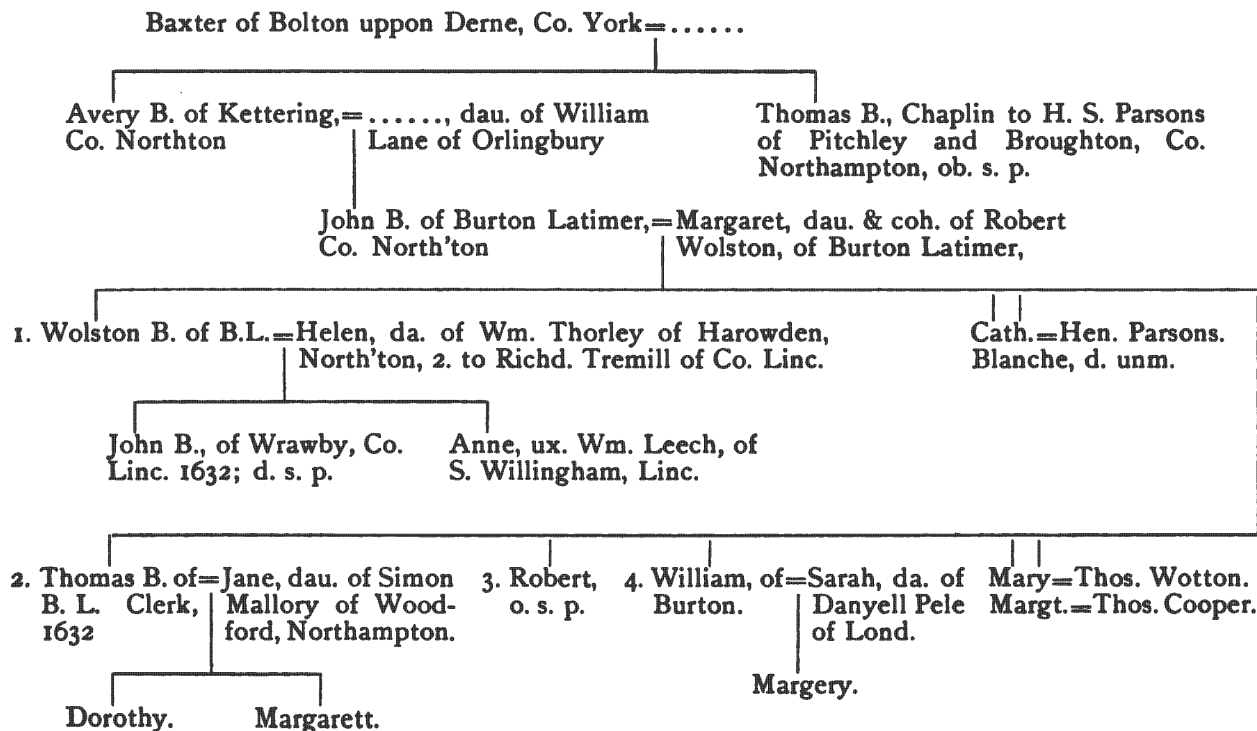 Baxter of Bolton uppon Derne, Co. York=......
Avery B. of Kettering,=......, dau. of William
Co. Northton Lane of Orlingbury
Thomas B., Chaplin to H. S. Parsons
of Pitchley and Broughton, Co.
Northampton, ob. s. p.
John B. of Burton Latimer,=Margaret, dau. & coh. of Robert
Co. North'ton Wolston, of Burton Latimer,
1. Wolston B. of B.L.=Helen, da. of Wm. Thorley of Harowden,
North'ton, 2. to Richd. Tremill of Co. Linc.
Cath.=Hen. Parsons.
Blanche, d. unm.
John B., of Wrawby, Co.
Linc. 1632; d. s. p.
Anne, ux. Wm. Leech, of
S. Willingham, Linc.
2. Thomas B. of=Jane, dau. of Simon
B. L. Clerk, Mallory of Wood-
1632 ford, Northampton.
3. Robert,
o. s. p.
4. William, of=Sarah, da. of
Burton. Danyell Pele
of Lond.
Mary=Thos. Wotton.
Margt.=Thos. Cooper.
Dorothy. Margarett.
Margery.